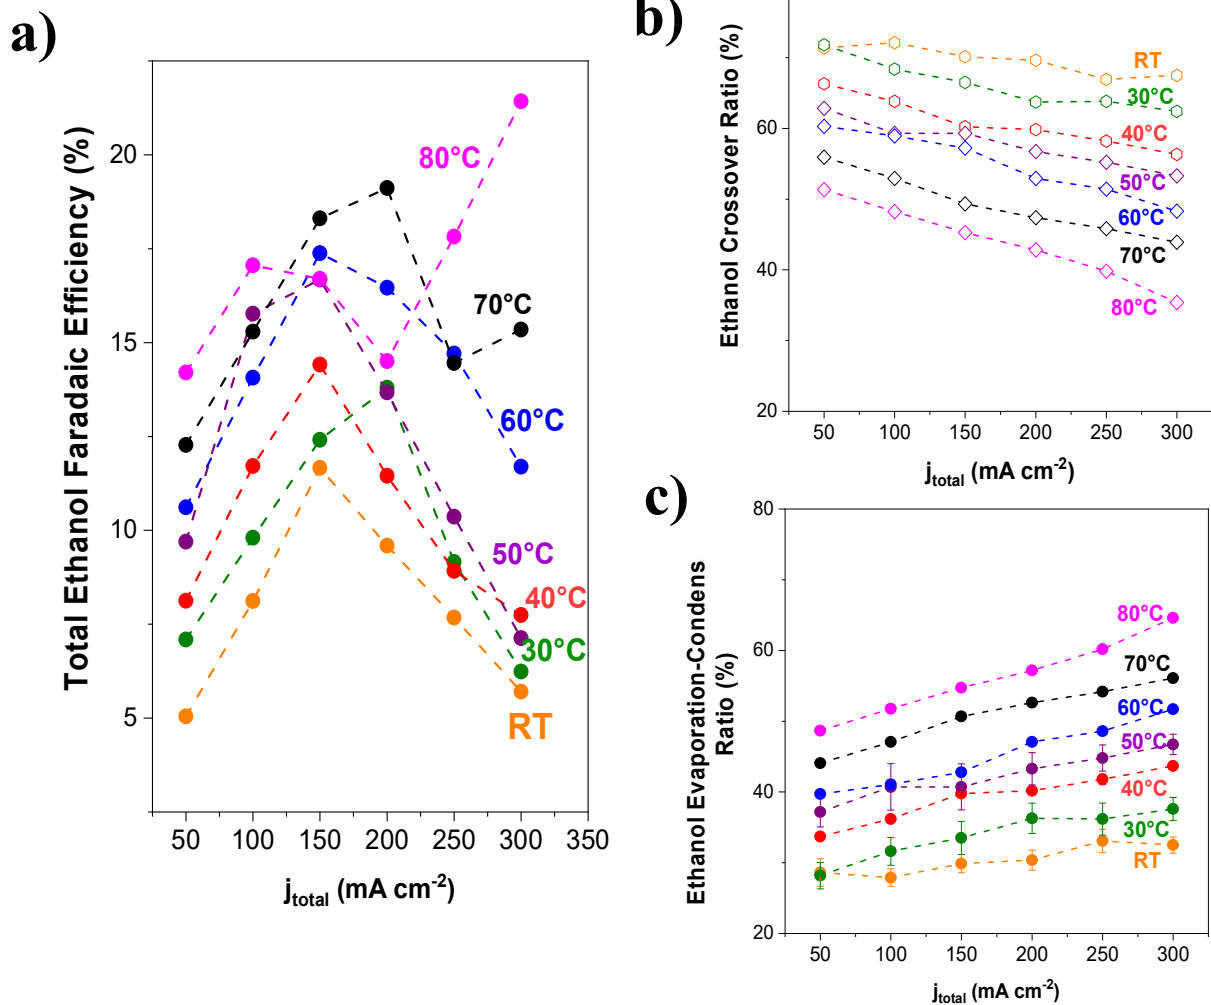 a)
Total Ethanol Faradaic Efficiency (%)
20
15
10
5
80°C
70°C
60°C
50°C
40°C
30°C
RT
50 100 150 200 250 300 350
j_total (mA cm⁻²)
b)
Ethanol Crossover Ratio (%)
60
40
20
RT
30°C
40°C
50°C
60°C
70°C
80°C
50 100 150 200 250 300
j_total (mA cm⁻²)
c)
Ethanol Evaporation-Condens
Ratio (%)
80
60
40
20
80°C
70°C
60°C
50°C
40°C
30°C
RT
50 100 150 200 250 300
j_total (mA cm⁻²)